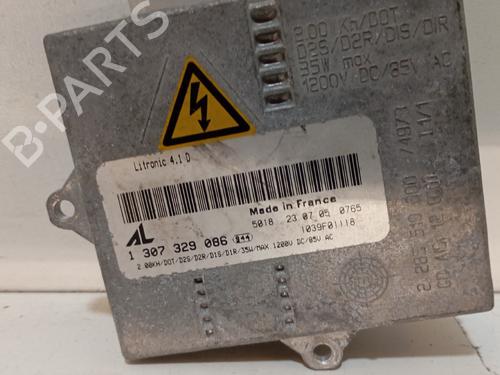 B-PARTS
2.00 Kh/DOT
D2S/D2R/D1S/D1R
35W max
1200V DC/85V AC
Litronic 4.1 D
Made in France
5018 23 07 05 0765
AL
1 307 329 086 244
1039F01118
2.00KH/DOT/D2S/D2R/D1S/D1R/35W/MAX.1200V DC/85V AC